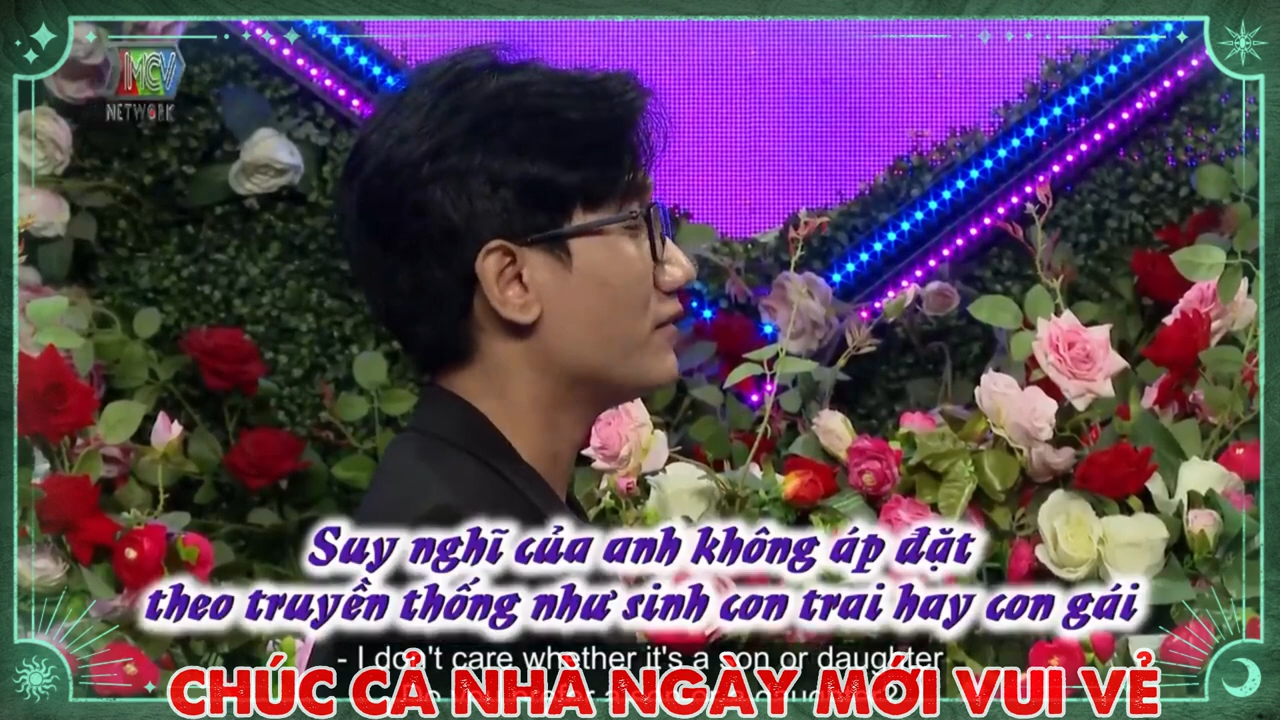 MCV
NETWORK
Suy nghĩ của anh không áp đặt
theo truyền thống như sinh con trai hay con gái
- I don't care whether it's a son or daughter
CHÚC CẢ NHÀ NGÀY MỚI VUI VẺ